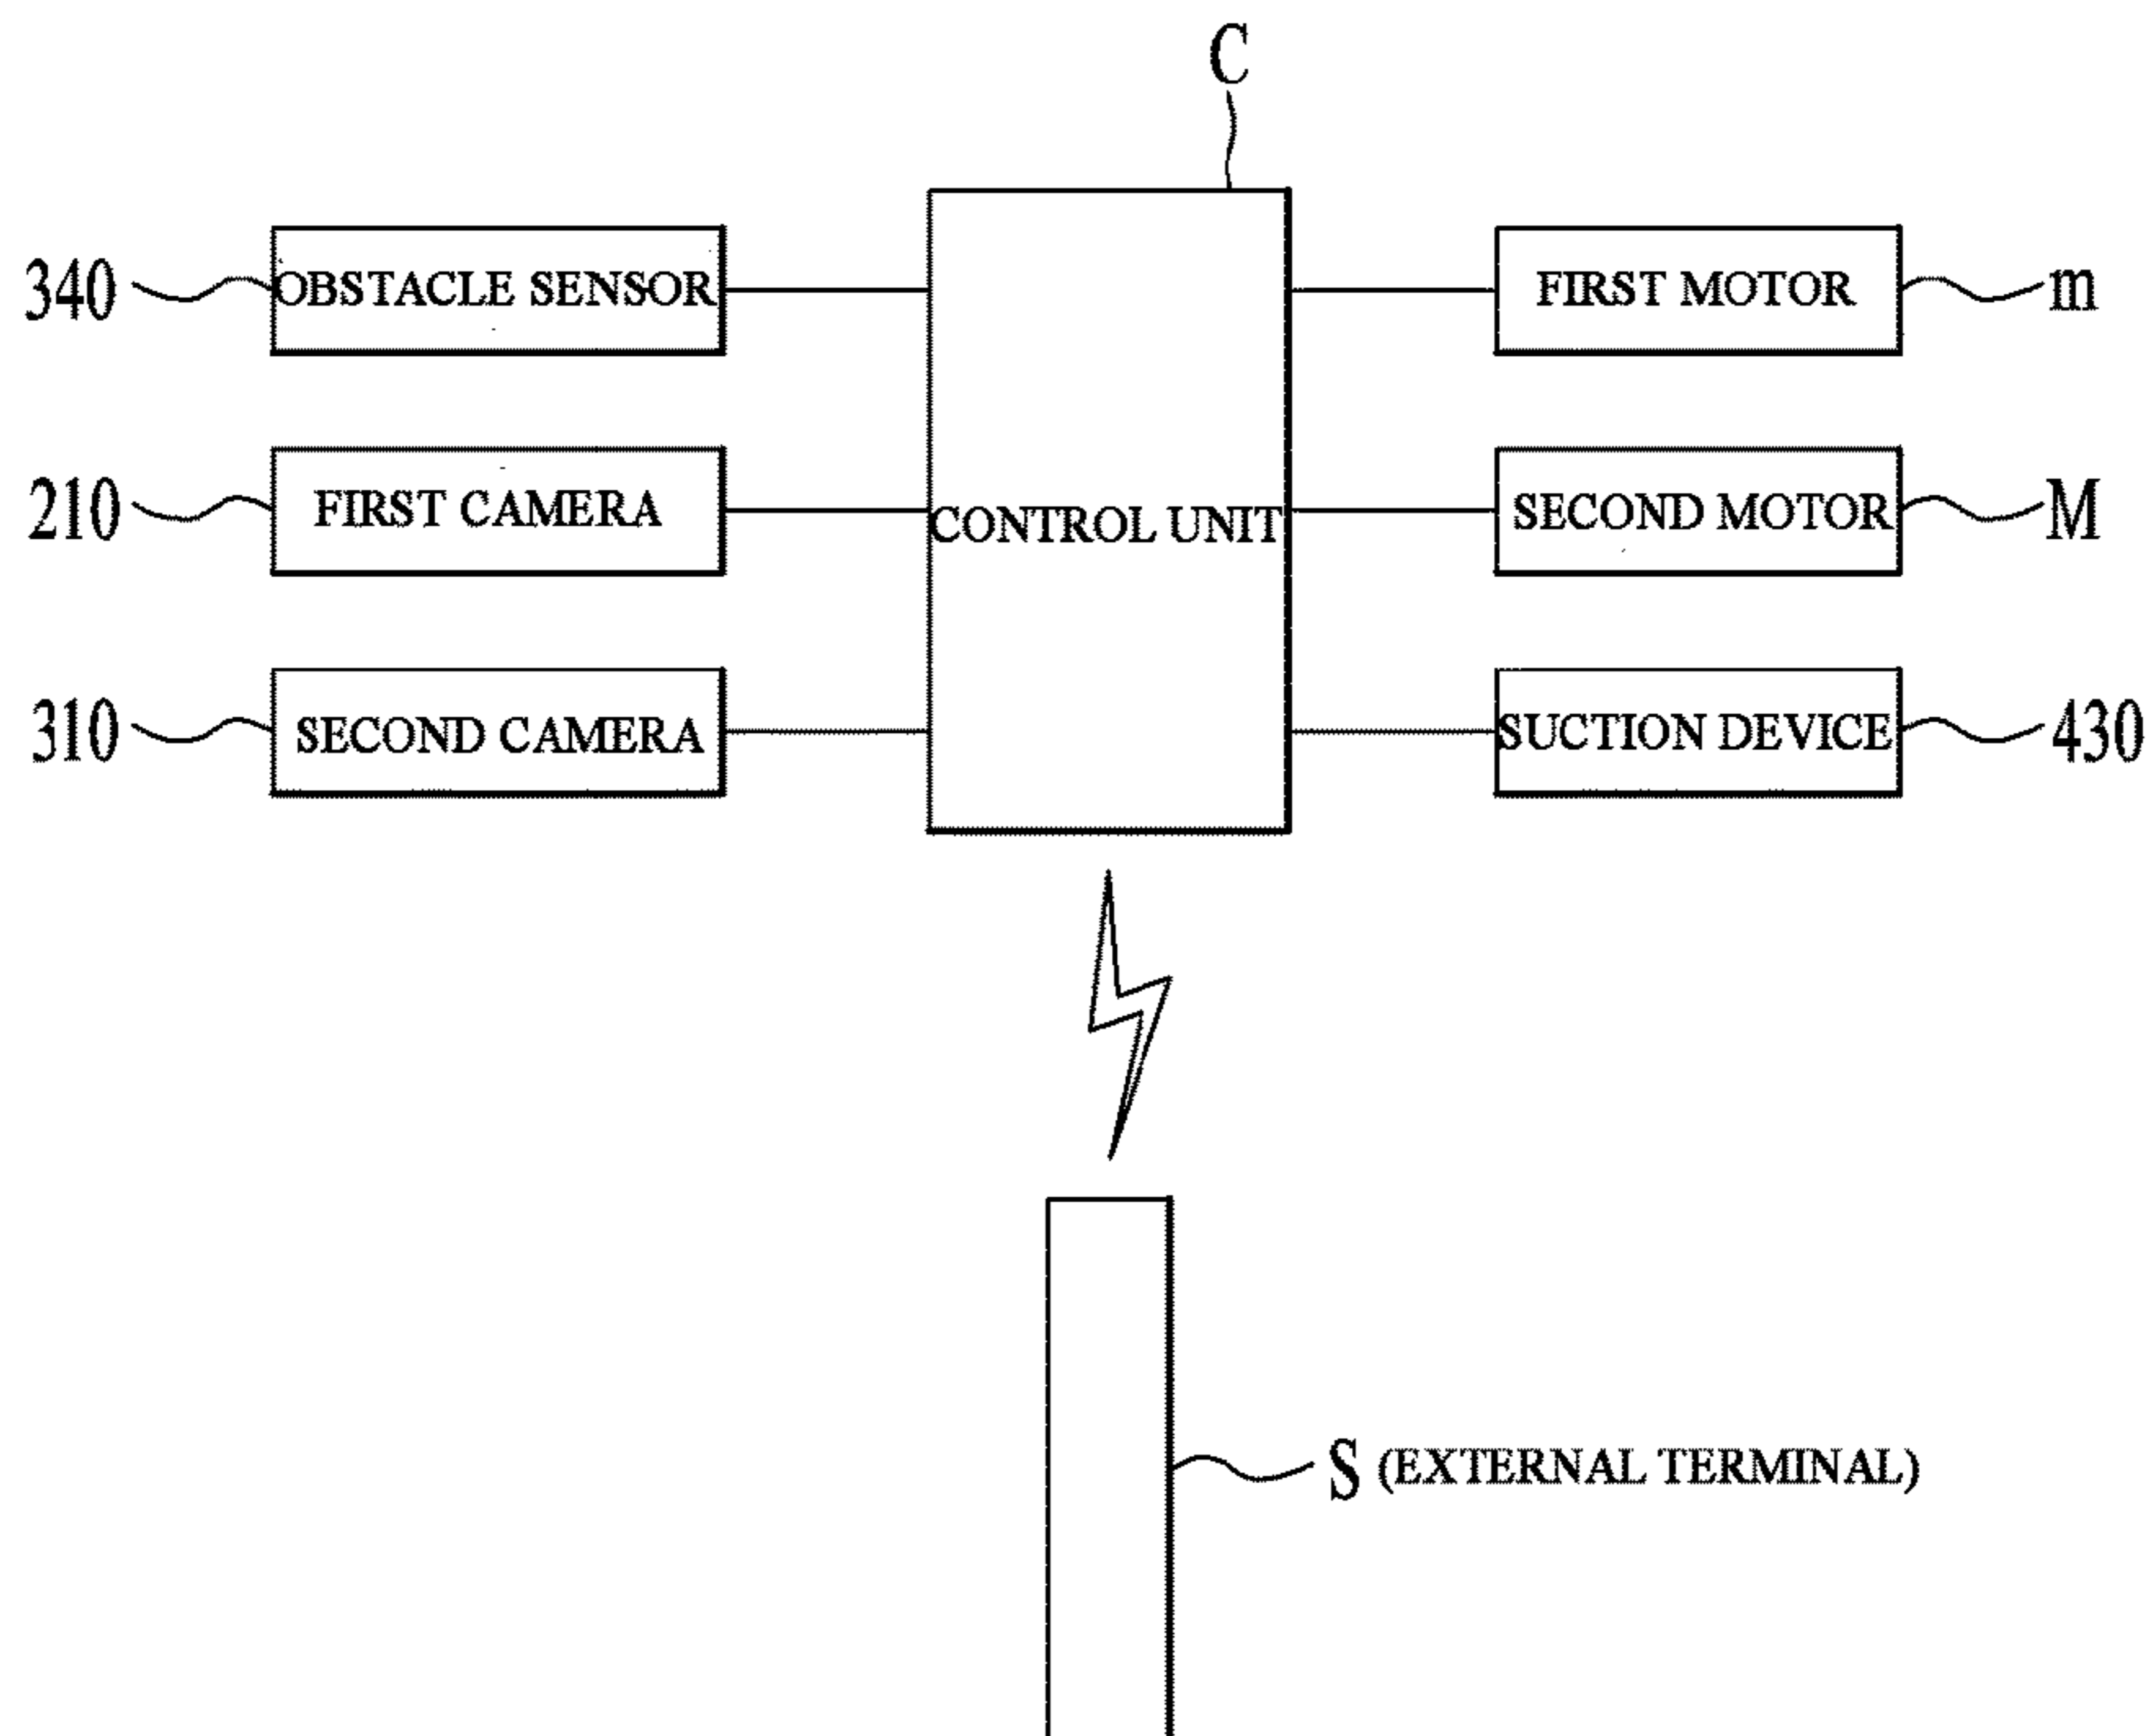 C
340 OBSTACLE SENSOR FIRST MOTOR m
210 FIRST CAMERA CONTROL UNIT SECOND MOTOR M
310 SECOND CAMERA SUCTION DEVICE 430
S (EXTERNAL TERMINAL)